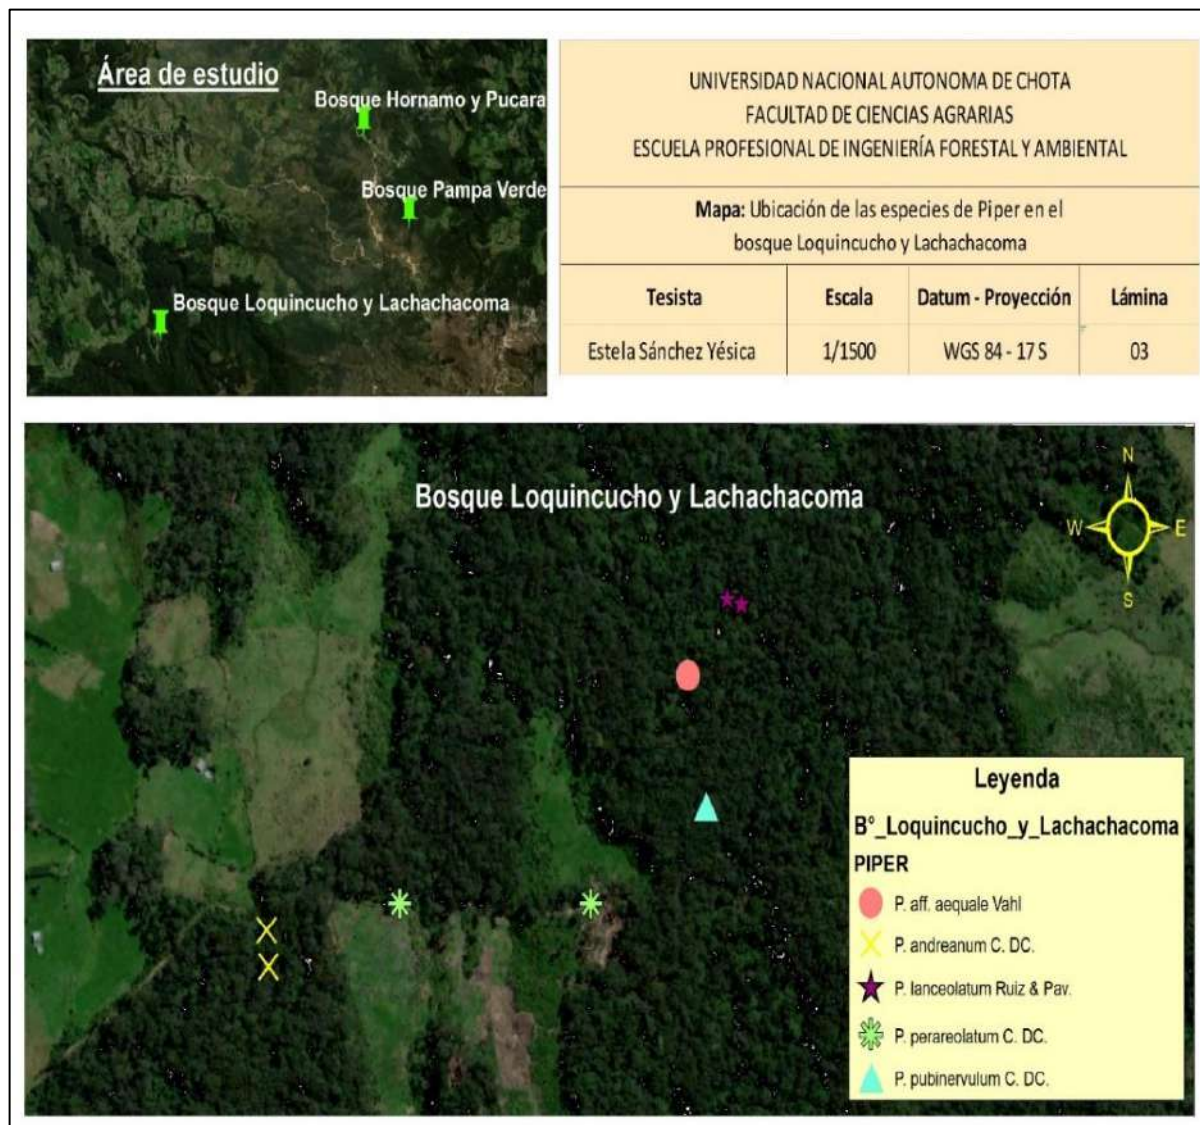 Área de estudio
Bosque Hornamo y Pucara
Bosque Pampa Verde
Bosque Loquincucho y Lachachacoma
UNIVERSIDAD NACIONAL AUTONOMA DE CHOTA
FACULTAD DE CIENCIAS AGRARIAS
ESCUELA PROFESIONAL DE INGENIERÍA FORESTAL Y AMBIENTAL
Mapa: Ubicación de las especies de Piper en el
bosque Loquincucho y Lachachacoma
Tesista Escala Datum - Proyección Lámina
Estela Sánchez Yésica 1/1500 WGS 84 - 17 S 03
Bosque Loquincucho y Lachachacoma
N
W E
S
Leyenda
B°_Loquincucho_y_Lachachacoma
PIPER
P. aff. aequale Vahl
P. andreanum C. DC.
P. lanceolatum Ruiz & Pav.
P. perareolatum C. DC.
P. pubinervulum C. DC.